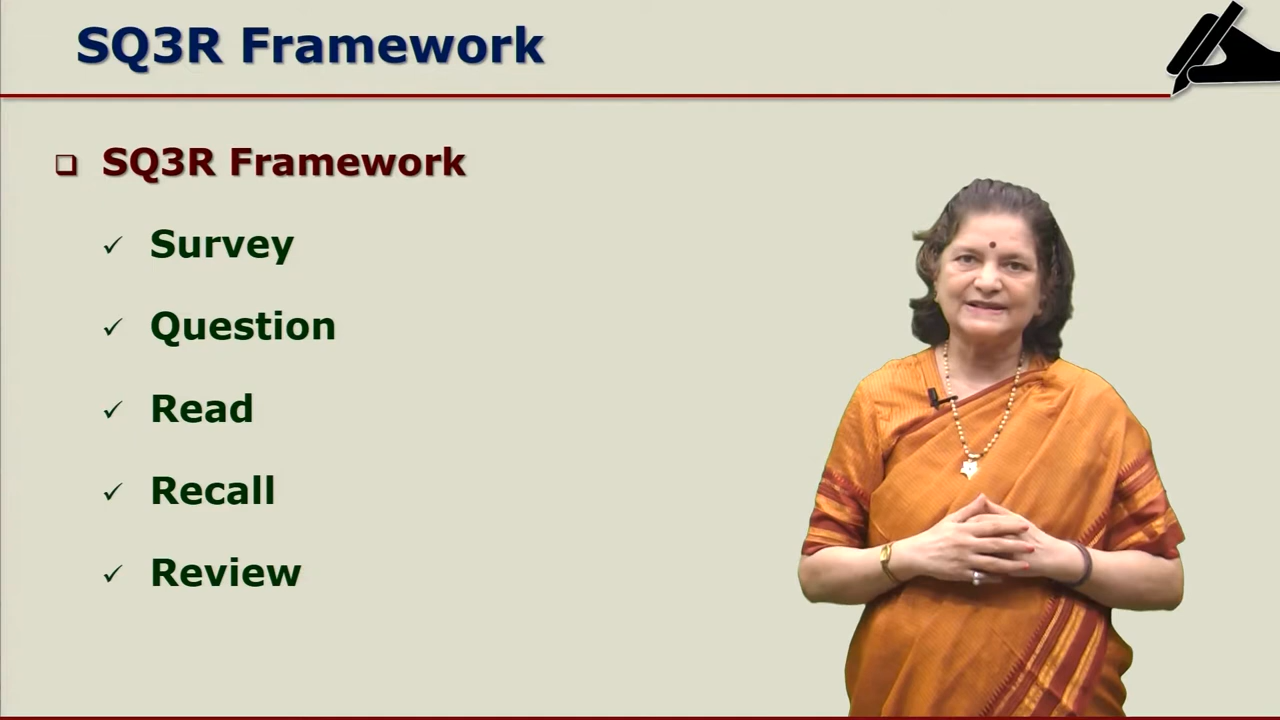 SQ3R Framework
SQ3R Framework
Survey
Question
Read
Recall
Review